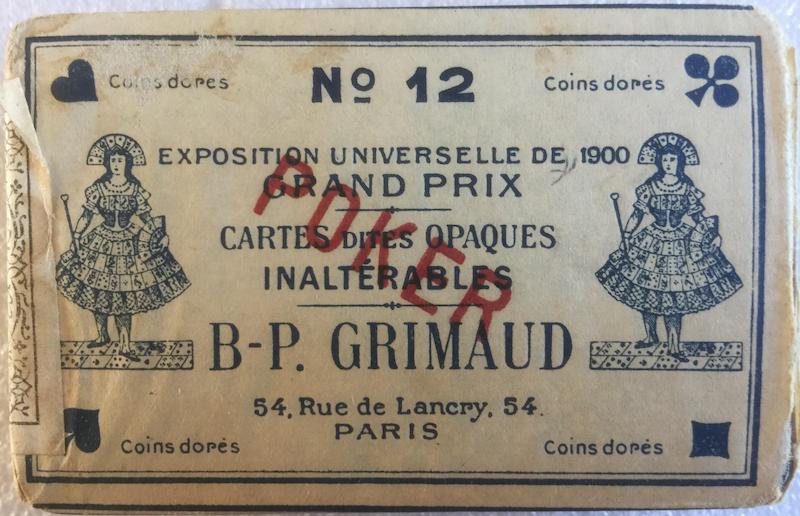 Coins dorés
No 12
Coins dorés
EXPOSITION UNIVERSELLE DE 1900
GRAND PRIX
POKER
CARTES DITES OPAQUES
INALTÉRABLES
B-P. GRIMAUD
54, Rue de Lancry, 54.
PARIS
Coins dorés
Coins dorés